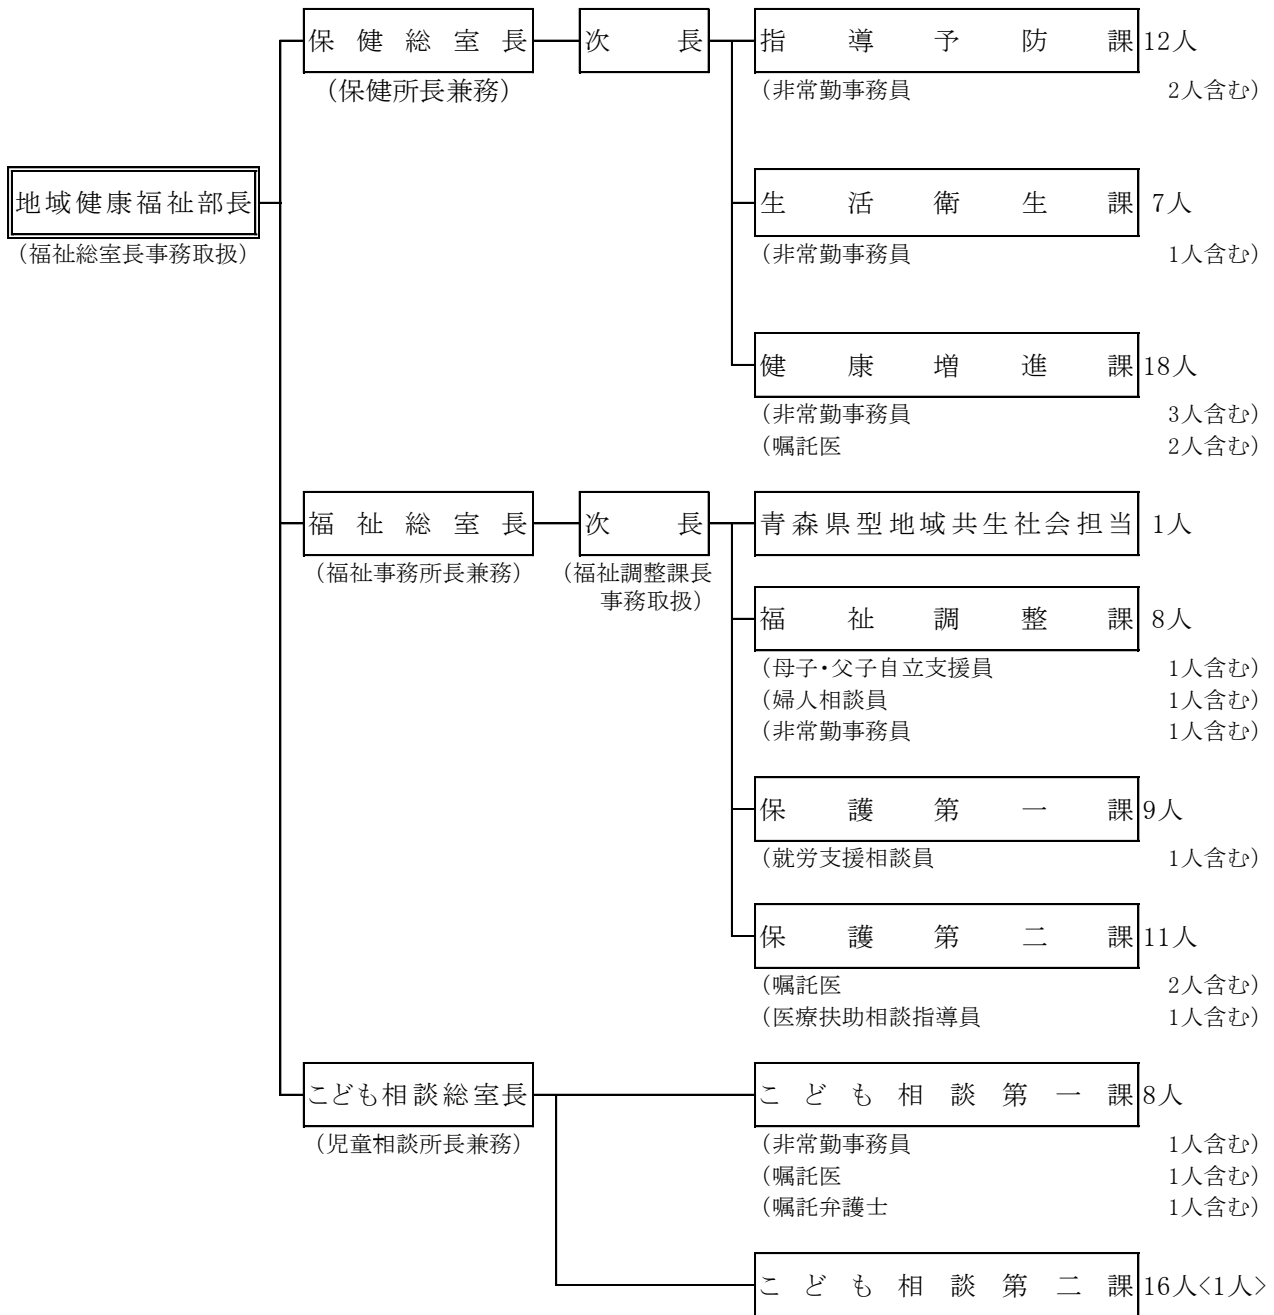 保健総室長 次長 指導予防課 12人
(保健所長兼務) (非常勤事務員 2人含む)
地域健康福祉部長 生活衛生課 7人
(福祉総室長事務取扱) (非常勤事務員 1人含む)
健康増進課 18人
(非常勤事務員 3人含む)
(嘱託医 2人含む)
福祉総室長 次長 青森県型地域共生社会担当 1人
(福祉事務所長兼務) (福祉調整課長
事務取扱)
福祉調整課 8人
(母子・父子自立支援員 1人含む)
(婦人相談員 1人含む)
(非常勤事務員 1人含む)
保護第一課 9人
(就労支援相談員 1人含む)
保護第二課 11人
(嘱託医 2人含む)
(医療扶助相談指導員 1人含む)
こども相談総室長 こども相談第一課 8人
(児童相談所長兼務) (非常勤事務員 1人含む)
(嘱託医 1人含む)
(嘱託弁護士 1人含む)
こども相談第二課 16人<1人>